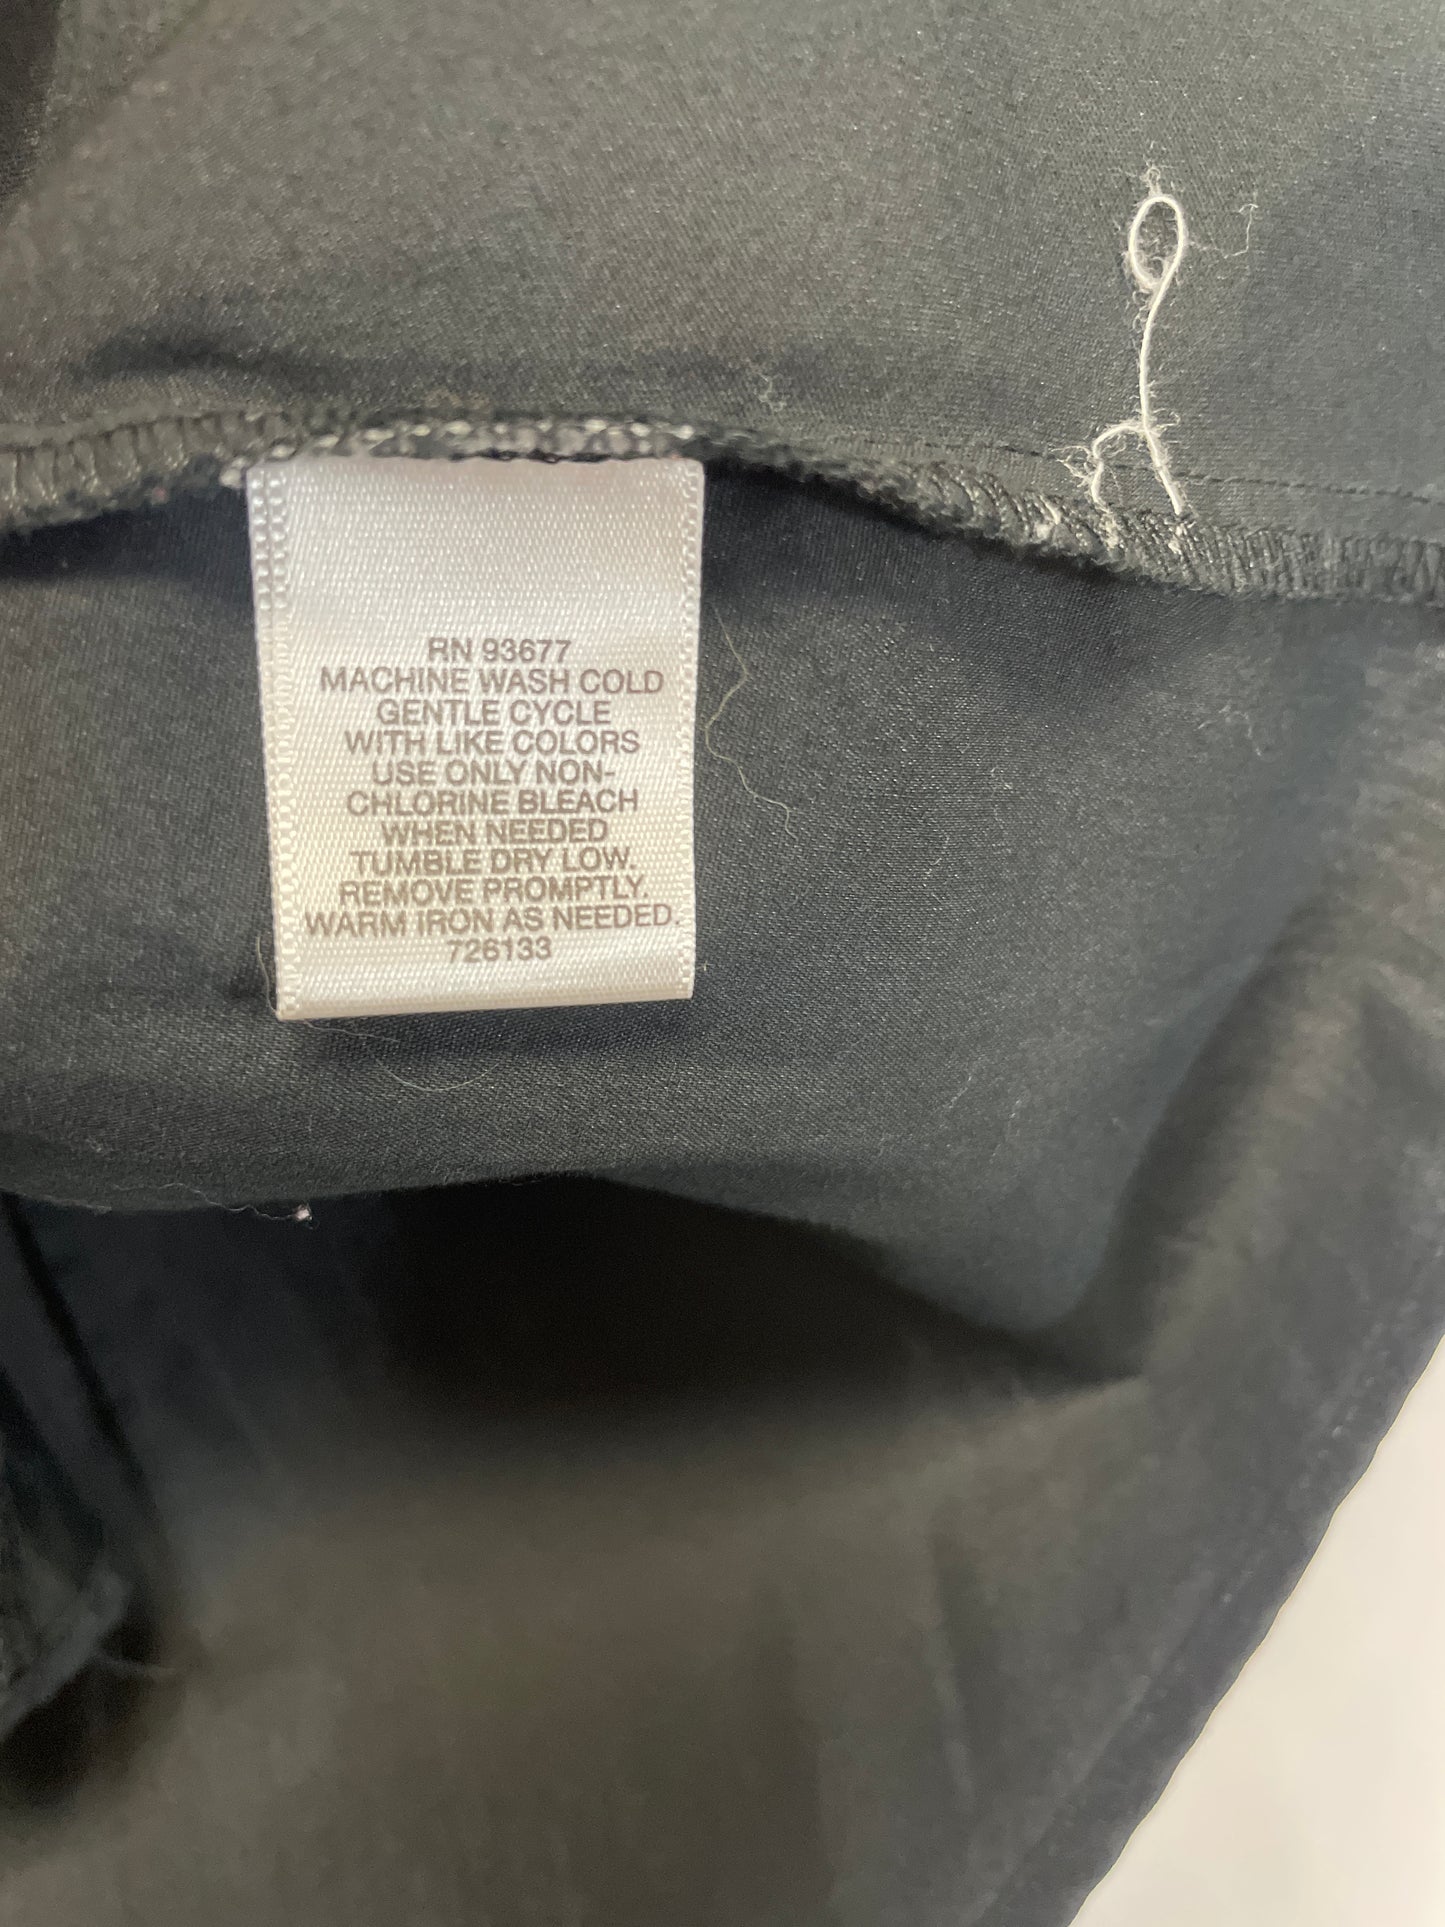 RN 93677
MACHINE WASH COLD
GENTLE CYCLE
WITH LIKE COLORS
USE ONLY NON-
CHLORINE BLEACH
WHEN NEEDED
TUMBLE DRY LOW.
REMOVE PROMPTLY.
WARM IRON AS NEEDED.
726133